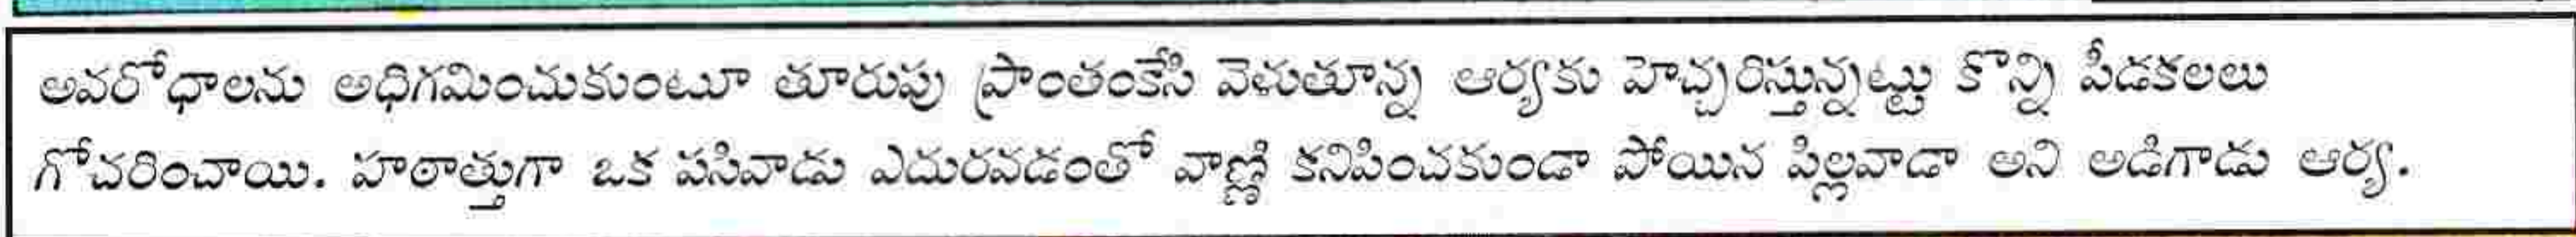 అవరోధాలను అధిగమించుకుంటూ తూరుపు ప్రాంతంకేసి వెళుతూన్న ఆర్యకు హెచ్చరిస్తున్నట్టు కొన్ని పీడకలలు
గోచరించాయి. హఠాత్తుగా ఒక పసివాడు ఎదురవడంతో వాణ్ణి కనిపించకుండా పోయిన పిల్లవాడా అని అడిగాడు ఆర్య.